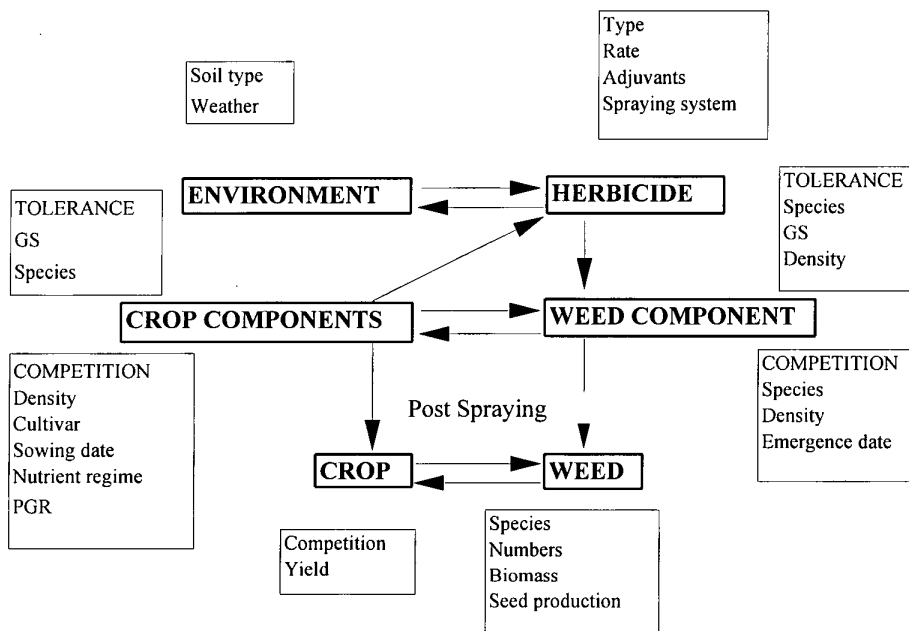 Type
Rate
Adjuvants
Spraying system
Soil type
Weather
ENVIRONMENT
HERBICIDE
TOLERANCE
GS
Species
TOLERANCE
Species
GS
Density
CROP COMPONENTS
WEED COMPONENT
COMPETITION
Density
Cultivar
Sowing date
Nutrient regime
PGR
COMPETITION
Species
Density
Emergence date
Post Spraying
CROP
WEED
Competition
Yield
Species
Numbers
Biomass
Seed production